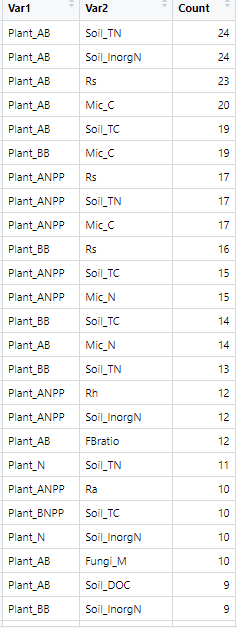 Var1 Var2 Count
Plant_AB Soil_TN 24
Plant_AB Soil_InorgN 24
Plant_AB Rs 23
Plant_AB Mic_C 20
Plant_AB Soil_TC 19
Plant_BB Mic_C 19
Plant_ANPP Rs 17
Plant_ANPP Soil_TN 17
Plant_ANPP Mic_C 17
Plant_BB Rs 16
Plant_ANPP Soil_TC 15
Plant_ANPP Mic_N 15
Plant_BB Soil_TC 14
Plant_AB Mic_N 14
Plant_BB Soil_TN 13
Plant_ANPP Rh 12
Plant_ANPP Soil_InorgN 12
Plant_AB FBratio 12
Plant_N Soil_TN 11
Plant_ANPP Ra 10
Plant_BNPP Soil_TC 10
Plant_N Soil_InorgN 10
Plant_AB Fungi_M 10
Plant_AB Soil_DOC 9
Plant_BB Soil_InorgN 9